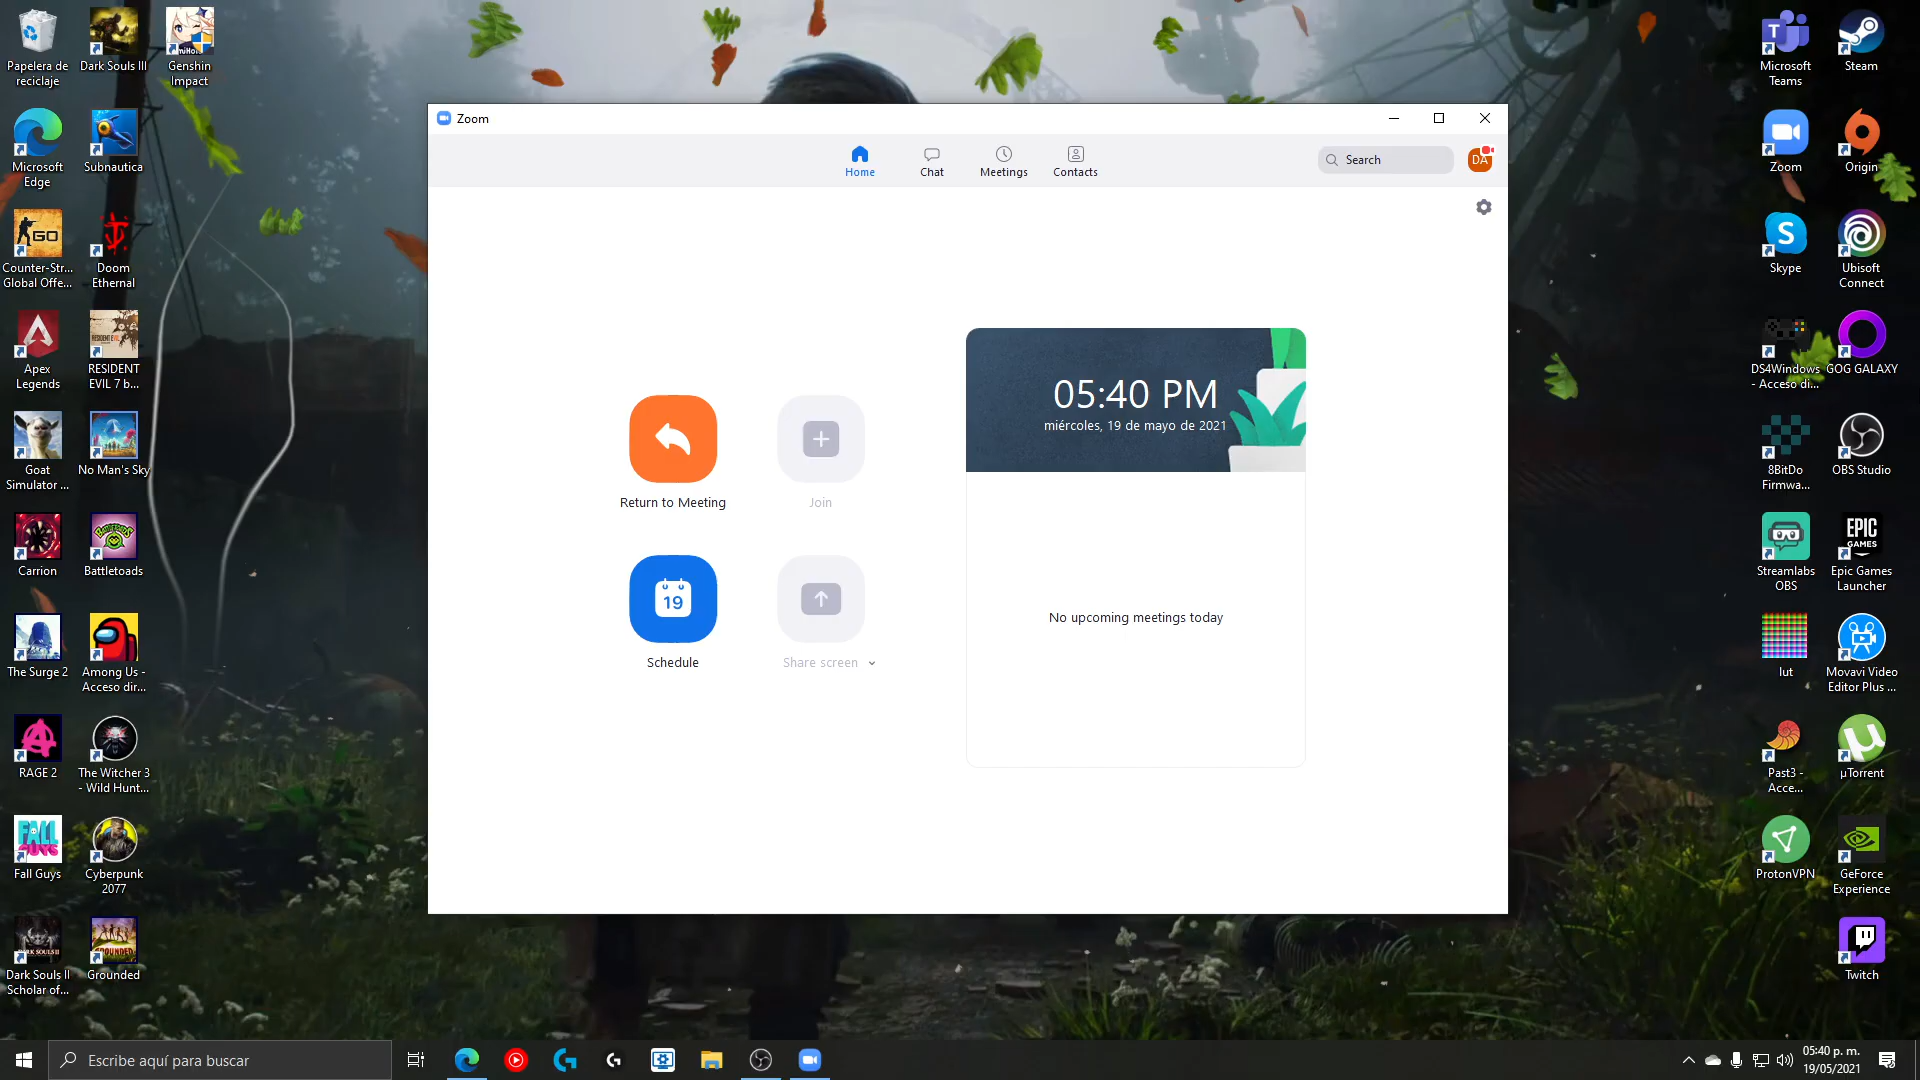 Papelera de
reciclaje
Dark Souls III
Genshin
Impact
Microsoft
Edge
Subnautica
Counter-Str...
Global Offe...
Doom
Ethernal
Apex
Legends
RESIDENT
EVIL 7 b...
Goat
Simulator ...
No Man's Sky
Carrion
Battletoads
The Surge 2
Among Us -
Acceso dir...
RAGE 2
The Witcher 3
- Wild Hunt...
Fall Guys
Cyberpunk
2077
Dark Souls II
Scholar of...
Grounded
Zoom
Home
Chat
Meetings
Contacts
Search
DA
Return to Meeting
Join
19
Schedule
Share screen
05:40 PM
miércoles, 19 de mayo de 2021
No upcoming meetings today
Microsoft
Teams
Steam
Zoom
Origin
Skype
Ubisoft
Connect
DS4Windows
- Acceso di...
GOG GALAXY
8BitDo
Firmwa...
OBS Studio
EPIC
GAMES
Streamlabs
OBS
Epic Games
Launcher
lut
Movavi Video
Editor Plus ...
Past3 -
Acce...
µTorrent
ProtonVPN
GeForce
Experience
Twitch
Escribe aquí para buscar
05:40 p. m.
19/05/2021